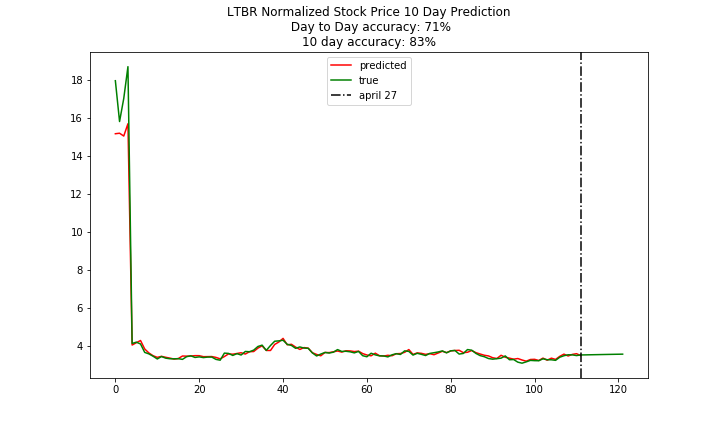 LTBR Normalized Stock Price 10 Day Prediction
Day to Day accuracy: 71%
10 day accuracy: 83%
predicted
true
april 27
18
16
14
12
10
8
6
4
0
20
40
60
80
100
120